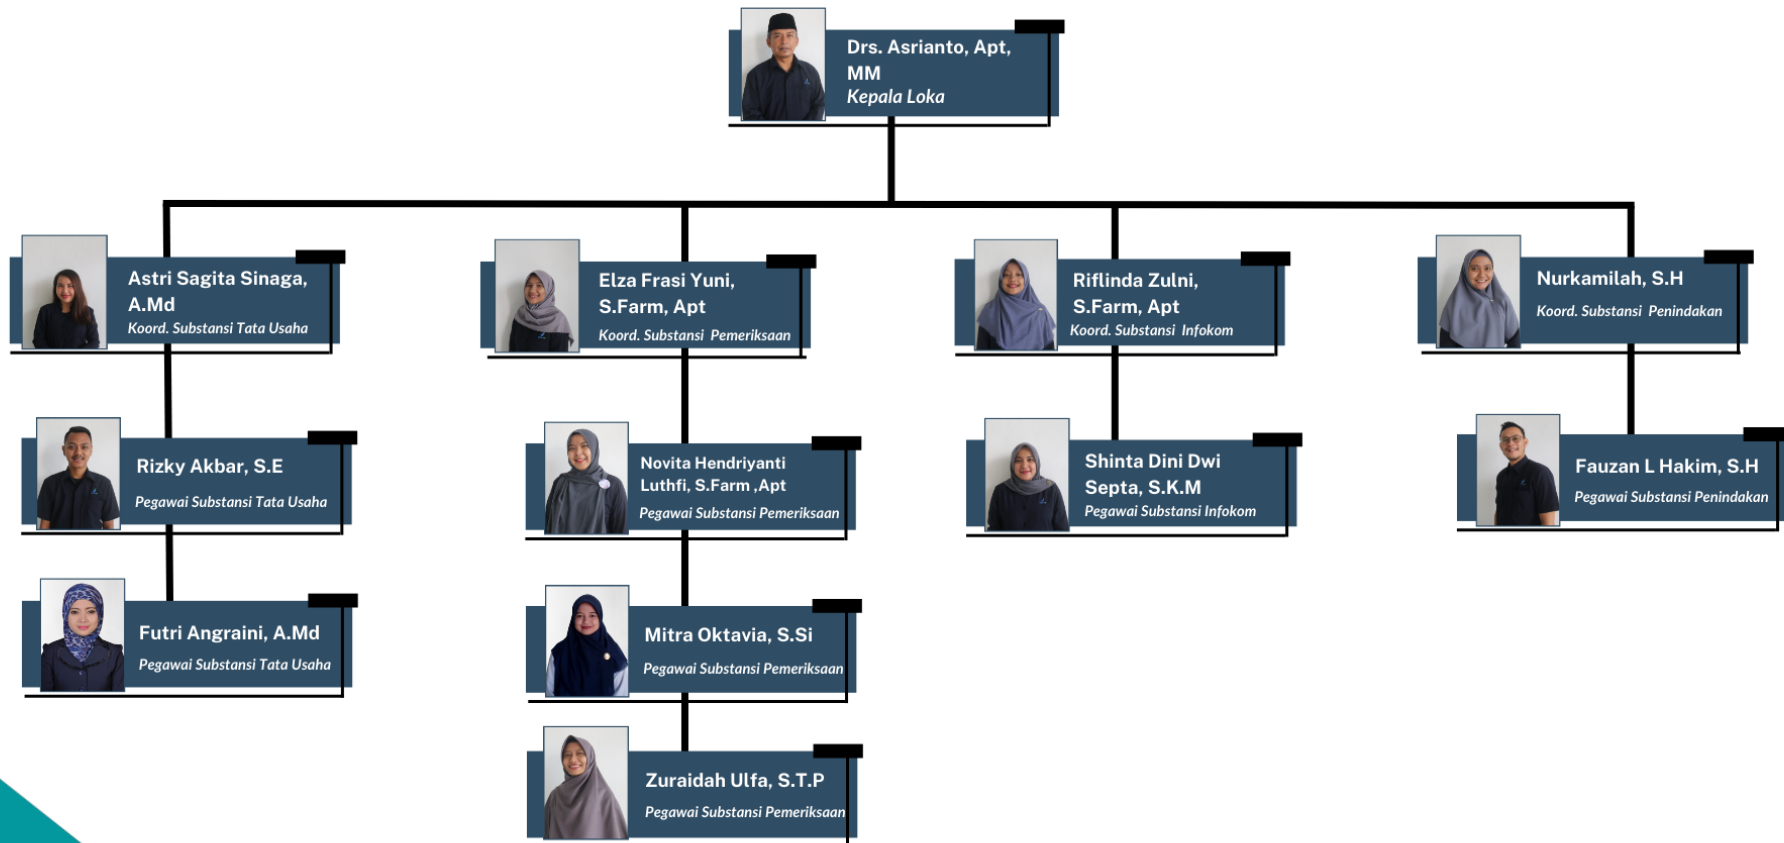 Drs. Asrianto, Apt,
MM
Kepala Loka
Astri Sagita Sinaga,
A.Md
Koord. Substansi Tata Usaha
Elza Frasi Yuni,
S.Farm, Apt
Koord. Substansi Pemeriksaan
Riflinda Zulni,
S.Farm, Apt
Koord. Substansi Infokom
Nurkamilah, S.H
Koord. Substansi Penindakan
Rizky Akbar, S.E
Pegawai Substansi Tata Usaha
Novita Hendriyanti
Luthfi, S.Farm ,Apt
Pegawai Substansi Pemeriksaan
Shinta Dini Dwi
Septa, S.K.M
Pegawai Substansi Infokom
Fauzan L Hakim, S.H
Pegawai Substansi Penindakan
Futri Angraini, A.Md
Pegawai Substansi Tata Usaha
Mitra Oktavia, S.Si
Pegawai Substansi Pemeriksaan
Zuraidah Ulfa, S.T.P
Pegawai Substansi Pemeriksaan